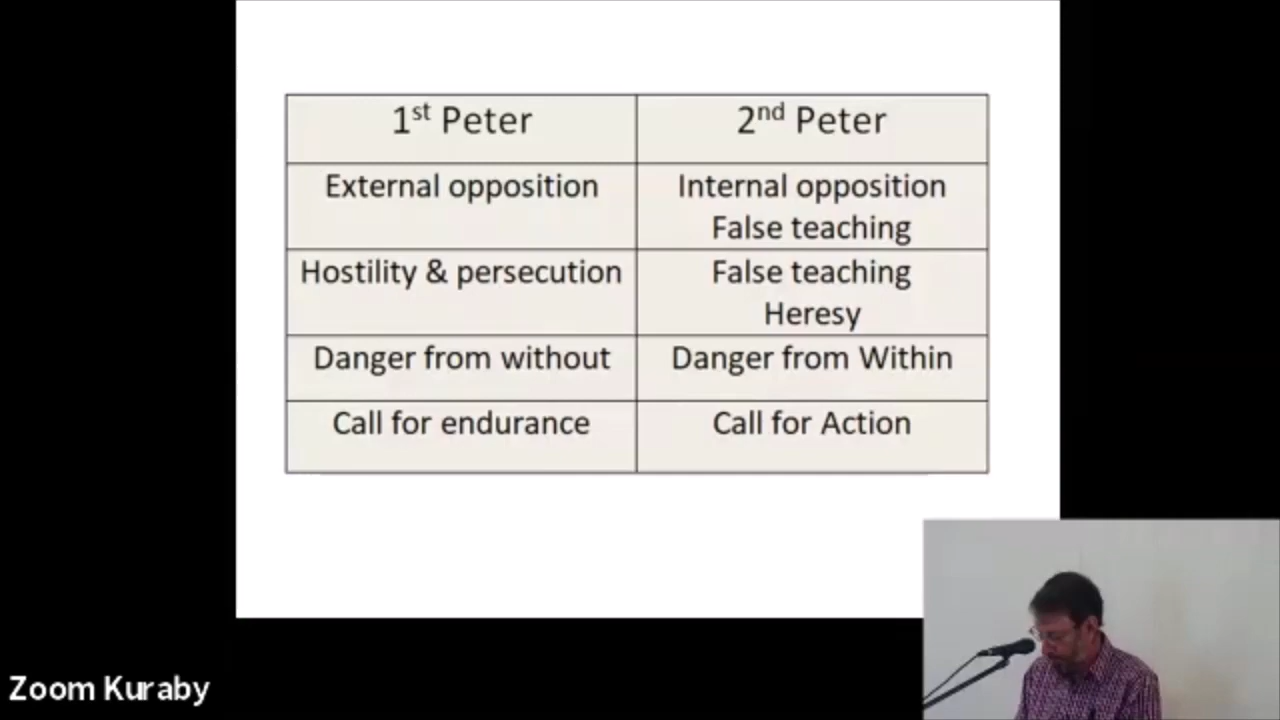 1st Peter 2nd Peter
External opposition Internal opposition
False teaching
Hostility & persecution False teaching
Heresy
Danger from without Danger from Within
Call for endurance Call for Action
Zoom Kuraby